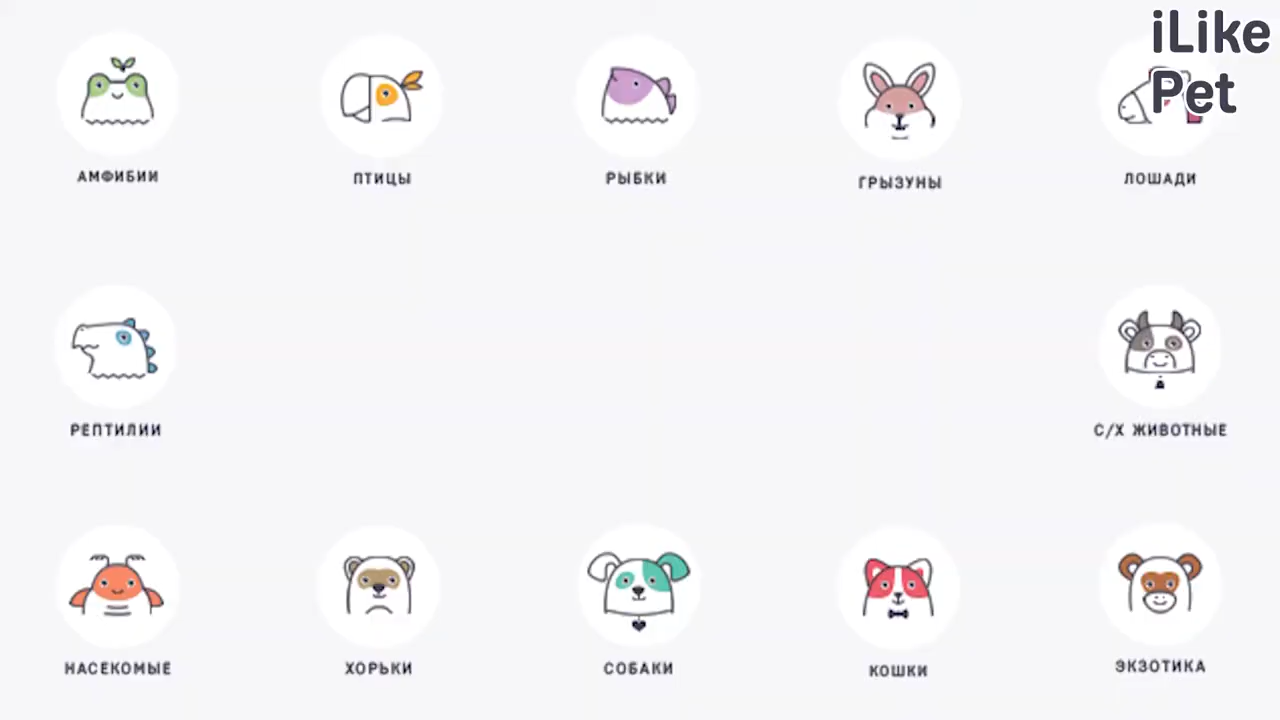 iLike
Pet
АМФИБИИ
ПТИЦЫ
РЫБКИ
ГРЫЗУНЫ
ЛОШАДИ
РЕПТИЛИИ
С/Х ЖИВОТНЫЕ
НАСЕКОМЫЕ
ХОРЬКИ
СОБАКИ
КОШКИ
ЭКЗОТИКА